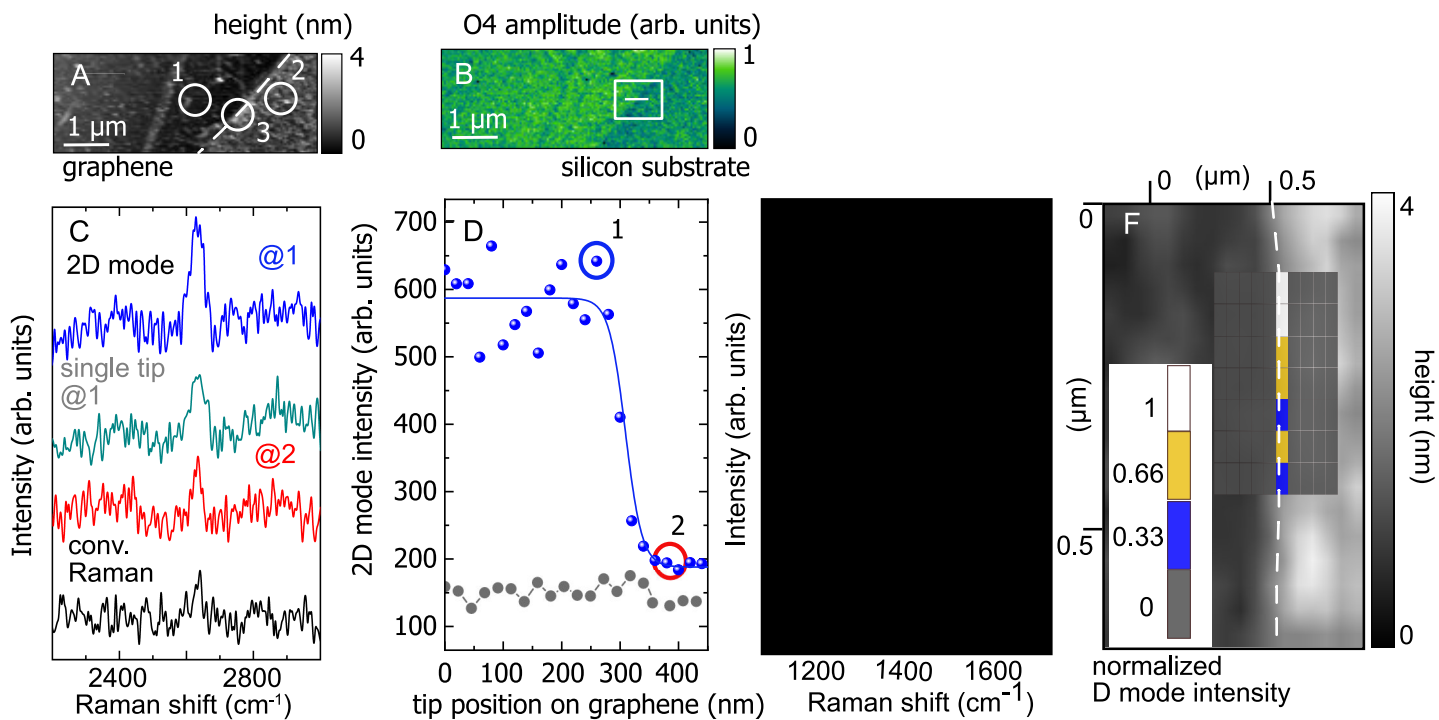 height (nm)
4
0
A
1
2
3
1 µm
graphene
O4 amplitude (arb. units)
1
0
B
1 µm
silicon substrate
C
2D mode
@1
single tip
@1
@2
conv.
Raman
Intensity (arb. units)
2400
2800
Raman shift (cm⁻¹)
D
1
2
700
600
500
400
300
200
100
2D mode intensity (arb. units)
0
100
200
300
400
tip position on graphene (nm)
Intensity (arb. units)
1200
1400
1600
Raman shift (cm⁻¹)
0
(µm)
0.5
0
(µm)
0.5
F
1
0.66
0.33
0
4
height (nm)
0
normalized
D mode intensity